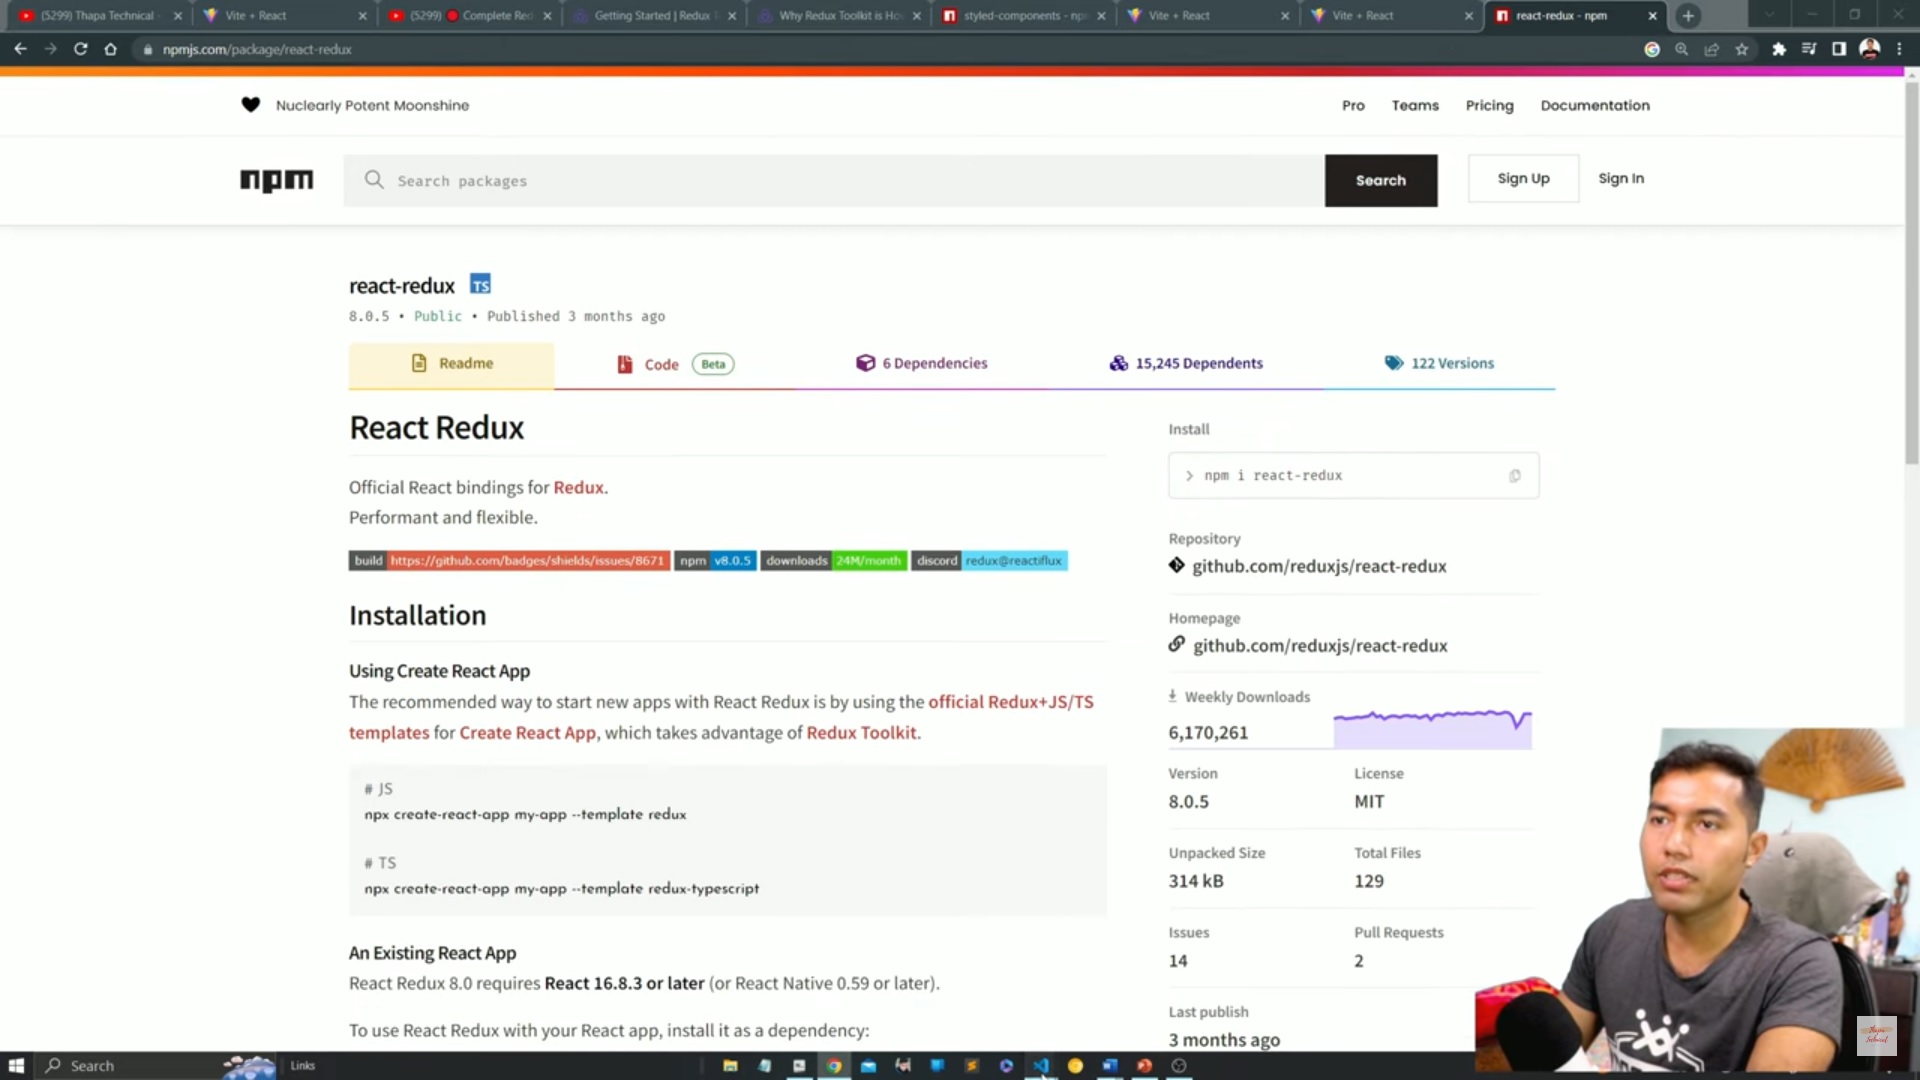 (5299) Thapa Technical
Vite + React
(5299) Complete Red
Getting Started | Redux
Why Redux Toolkit is Ho
styled-components - np
Vite + React
Vite + React
react-redux - npm
npmjs.com/package/react-redux
Nuclearly Potent Moonshine
Pro
Teams
Pricing
Documentation
npm
Search packages
Search
Sign Up
Sign In
react-redux TS
8.0.5 • Public • Published 3 months ago
Readme
Code Beta
6 Dependencies
15,245 Dependents
122 Versions
React Redux
Official React bindings for Redux.
Performant and flexible.
build https://github.com/badges/shields/issues/8671 npm v8.0.5 downloads 24M/month discord redux@reactiflux
Installation
Using Create React App
The recommended way to start new apps with React Redux is by using the official Redux+JS/TS
templates for Create React App, which takes advantage of Redux Toolkit.
# JS
npx create-react-app my-app --template redux
# TS
npx create-react-app my-app --template redux-typescript
An Existing React App
React Redux 8.0 requires React 16.8.3 or later (or React Native 0.59 or later).
To use React Redux with your React app, install it as a dependency:
Install
> npm i react-redux
Repository
github.com/reduxjs/react-redux
Homepage
github.com/reduxjs/react-redux
Weekly Downloads
6,170,261
Version
License
8.0.5
MIT
Unpacked Size
Total Files
314 kB
129
Issues
Pull Requests
14
2
Last publish
3 months ago
Search
Links